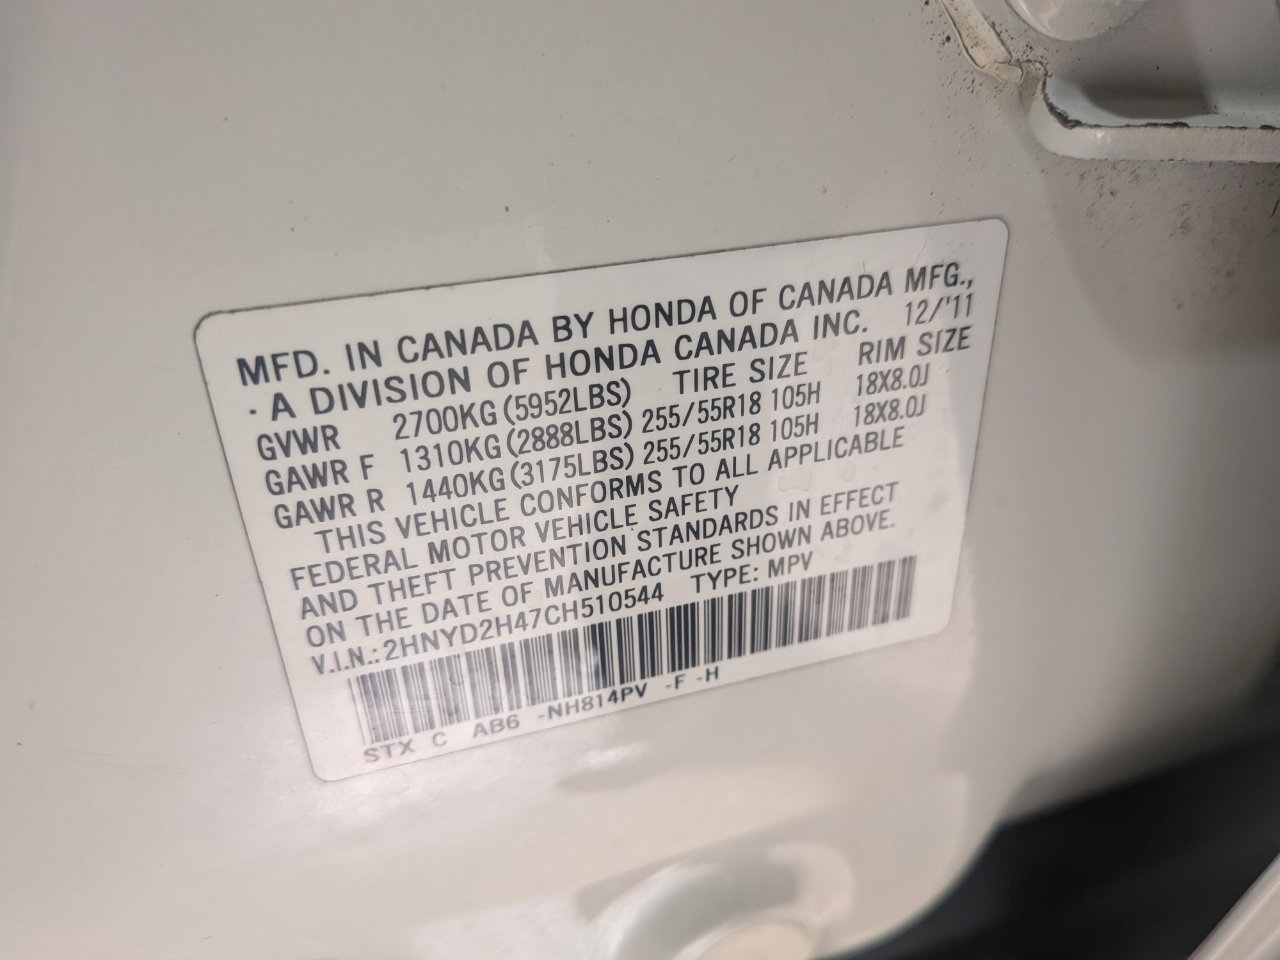 MFD. IN CANADA BY HONDA OF CANADA MFG.,
· A DIVISION OF HONDA CANADA INC. 12/'11
GVWR 2700KG (5952LBS) TIRE SIZE RIM SIZE
GAWR F 1310KG (2888LBS) 255/55R18 105H 18X8.0J
GAWR R 1440KG (3175LBS) 255/55R18 105H 18X8.0J
THIS VEHICLE CONFORMS TO ALL APPLICABLE
FEDERAL MOTOR VEHICLE SAFETY
AND THEFT PREVENTION STANDARDS IN EFFECT
ON THE DATE OF MANUFACTURE SHOWN ABOVE.
V.I.N.: 2HNYD2H47CH510544 TYPE: MPV
STX C AB6 -NH814PV -F -H